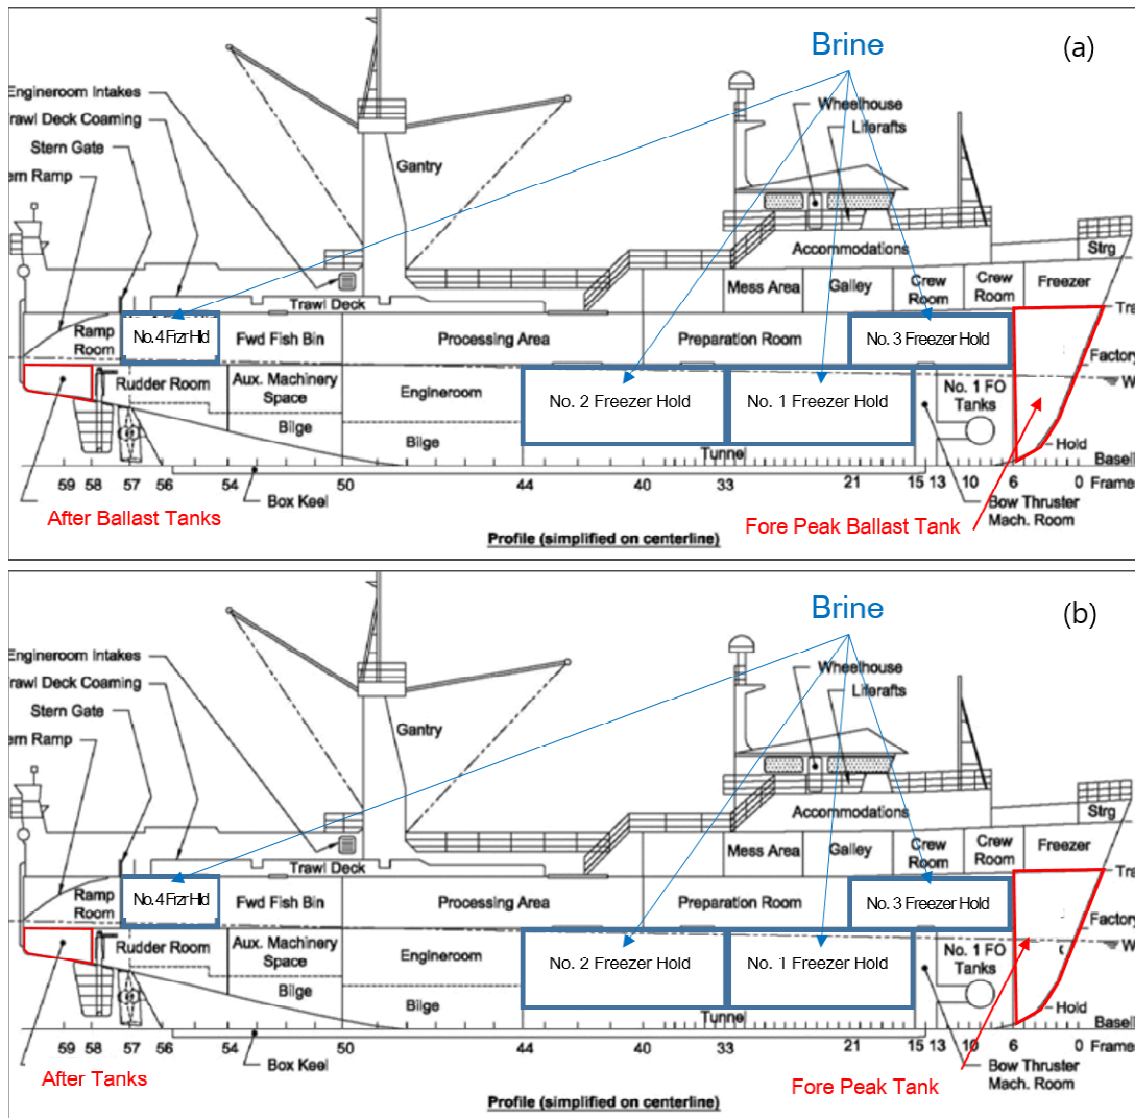 Brine
(a)
Engineroom Intakes
Wheelhouse
Trawl Deck Coaming
Liferafts
Stern Gate
Gantry
ern Ramp
Accommodations
Strg
Mess Area
Galley
Crew
Room
Crew
Room
Freezer
Trawl Deck
Tra
Ramp
Room
No.4 Frzr Hld
Fwd Fish Bin
Processing Area
Preparation Room
No. 3 Freezer Hold
Factory
W
Rudder Room
Aux. Machinery
Space
Engineroom
No. 2 Freezer Hold
No. 1 Freezer Hold
No. 1 FO
Tanks
Bilge
Bilge
Tunnel
Hold
Baseli
59 58 57 56 54 50 44 40 33 21 15 13 10 6 0 Frame
Box Keel
Bow Thruster
Mach. Room
After Ballast Tanks
Fore Peak Ballast Tank
Profile (simplified on centerline)
Brine
(b)
Engineroom Intakes
Wheelhouse
Trawl Deck Coaming
Liferafts
Stern Gate
Gantry
ern Ramp
Accommodations
Strg
Mess Area
Galley
Crew
Room
Crew
Room
Freezer
Trawl Deck
Tra
Ramp
Room
No.4 Frzr Hld
Fwd Fish Bin
Processing Area
Preparation Room
No. 3 Freezer Hold
Factory
W
Rudder Room
Aux. Machinery
Space
Engineroom
No. 2 Freezer Hold
No. 1 Freezer Hold
No. 1 FO
Tanks
Bilge
Bilge
Tunnel
Hold
Baseli
59 58 57 56 54 50 44 40 33 21 15 13 10 6 0 Frame
Box Keel
Bow Thruster
Mach. Room
After Tanks
Fore Peak Tank
Profile (simplified on centerline)